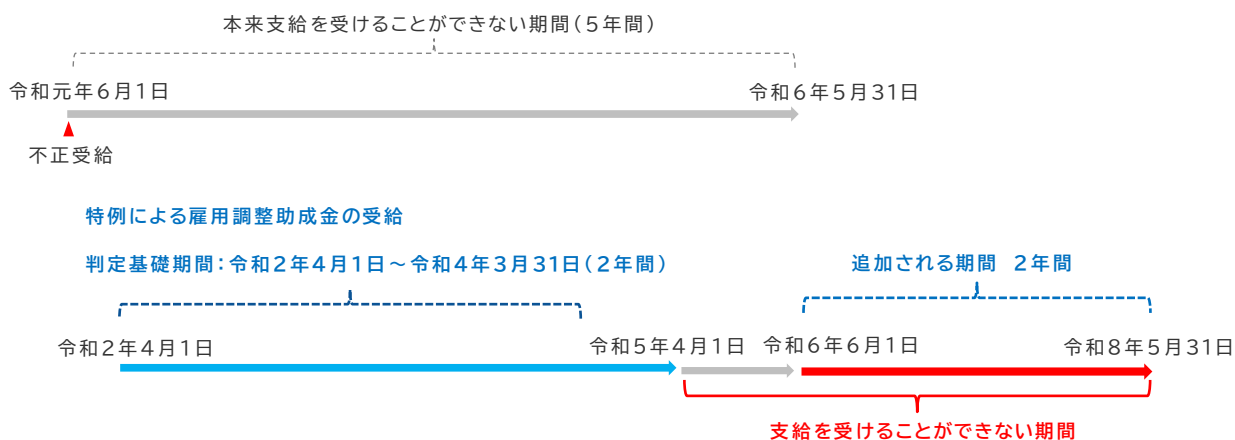 本来支給を受けることができない期間(5年間)
令和元年6月1日
令和6年5月31日
不正受給
特例による雇用調整助成金の受給
判定基礎期間:令和2年4月1日~令和4年3月31日(2年間)
追加される期間 2年間
令和2年4月1日
令和5年4月1日
令和6年6月1日
令和8年5月31日
支給を受けることができない期間